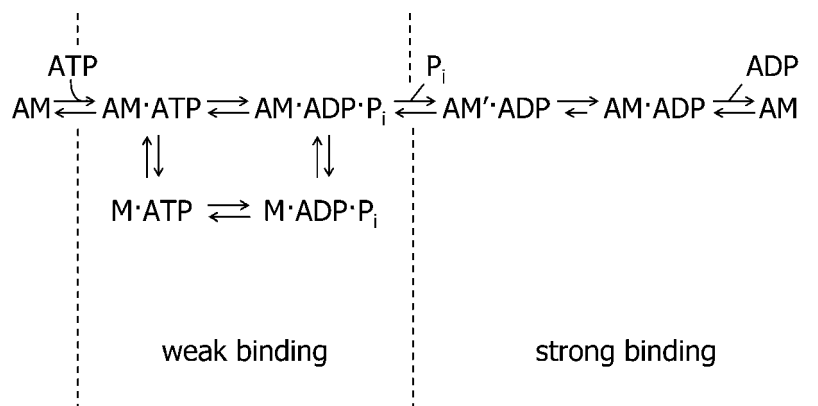 ATP Pᵢ ADP
AM AM·ATP AM·ADP·Pᵢ AM′·ADP AM·ADP AM
M·ATP M·ADP·Pᵢ
weak binding strong binding